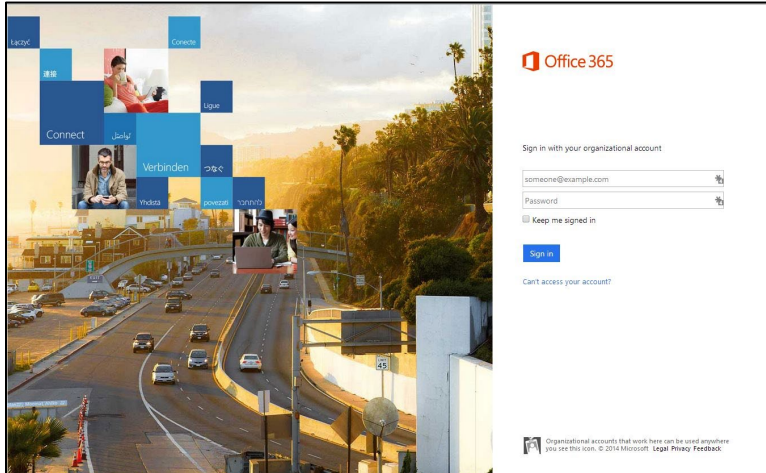 Łączyć
Conecte
連接
Ligue
Connect
تواصل
Verbinden
つなぐ
Yhdistä
povezati
להתחבר
LIMIT
45
Office 365
Sign in with your organizational account
someone@example.com
Password
Keep me signed in
Sign in
Can't access your account?
Organizational accounts that work here can be used anywhere
you see this icon. © 2014 Microsoft Legal Privacy Feedback